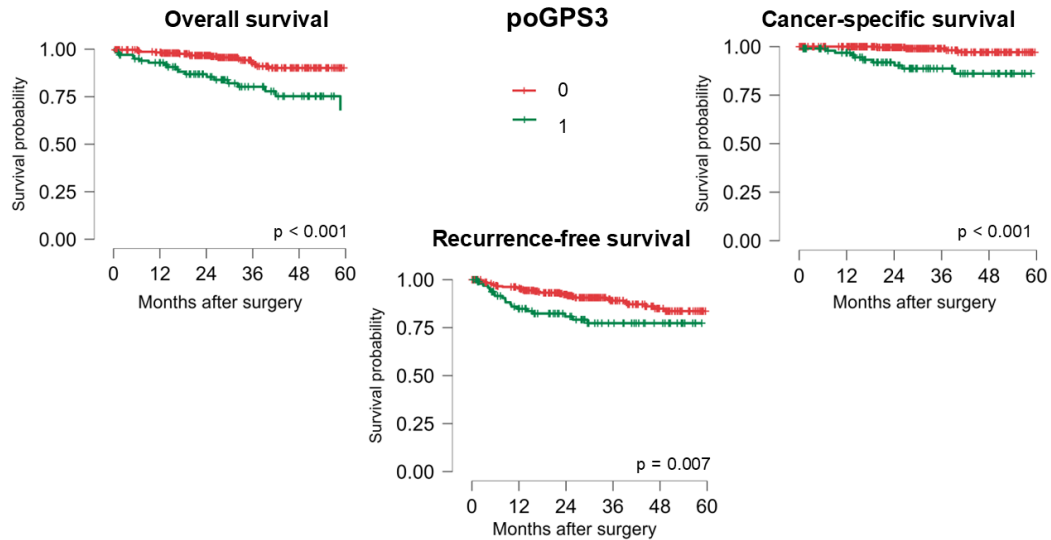 Overall survival
poGPS3
Cancer-specific survival
0
1
Survival probability
1.00
0.75
0.50
0.25
0.00
p < 0.001
0 12 24 36 48 60
Months after surgery
Survival probability
1.00
0.75
0.50
0.25
0.00
p < 0.001
0 12 24 36 48 60
Months after surgery
Recurrence-free survival
Survival probability
1.00
0.75
0.50
0.25
0.00
p = 0.007
0 12 24 36 48 60
Months after surgery